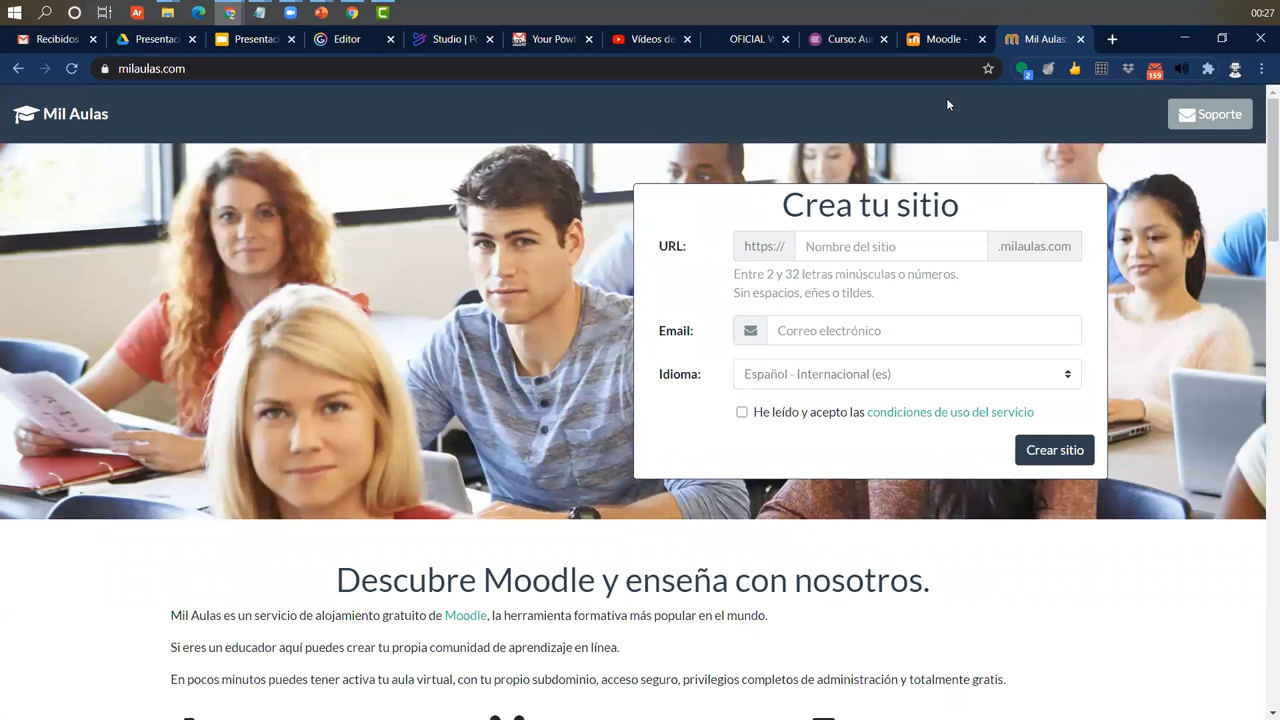 00:27
Recibidos
Presentaci
Presentaci
Editor
Studio | Po
Your Powt
Vídeos de
OFICIAL
Curso: Au
Moodle -
Mil Aulas:
milaulas.com
2
159
Mil Aulas
Soporte
Crea tu sitio
URL:
https://
Nombre del sitio
.milaulas.com
Entre 2 y 32 letras minúsculas o números.
Sin espacios, eñes o tildes.
Email:
Correo electrónico
Idioma:
Español - Internacional (es)
He leído y acepto las condiciones de uso del servicio
Crear sitio
Descubre Moodle y enseña con nosotros.
Mil Aulas es un servicio de alojamiento gratuito de Moodle, la herramienta formativa más popular en el mundo.
Si eres un educador aquí puedes crear tu propia comunidad de aprendizaje en línea.
En pocos minutos puedes tener activa tu aula virtual, con tu propio subdominio, acceso seguro, privilegios completos de administración y totalmente gratis.